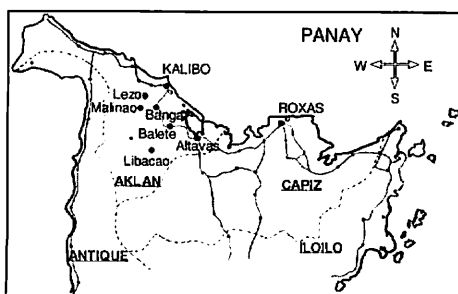 PANAY
N
W E
S
KALIBO
Lezo
Malinao
Banga
ROXAS
Balete
Altavas
Libacao
AKLAN
CAPIZ
ANTIQUE
ILOILO